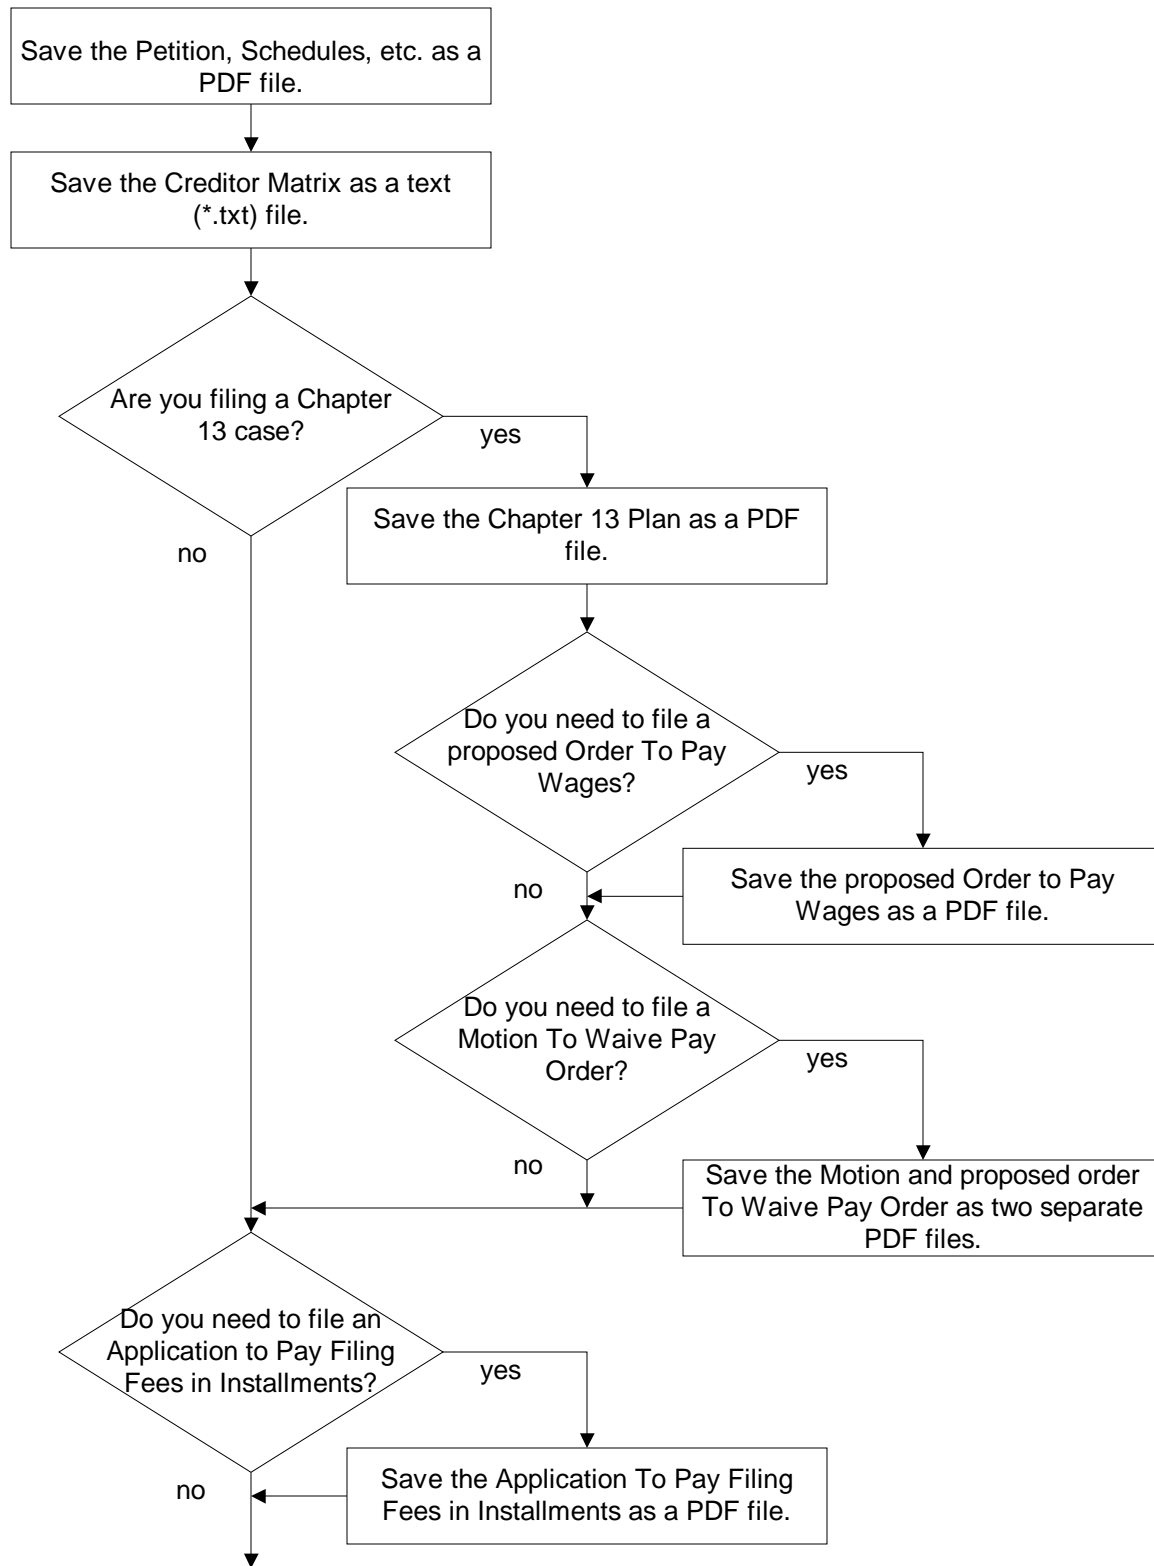 Save the Petition, Schedules, etc. as a
PDF file.
Save the Creditor Matrix as a text
(*.txt) file.
Are you filing a Chapter
13 case?
yes
no
Save the Chapter 13 Plan as a PDF
file.
Do you need to file a
proposed Order To Pay
Wages?
yes
no
Save the proposed Order to Pay
Wages as a PDF file.
Do you need to file a
Motion To Waive Pay
Order?
yes
no
Save the Motion and proposed order
To Waive Pay Order as two separate
PDF files.
Do you need to file an
Application to Pay Filing
Fees in Installments?
yes
no
Save the Application To Pay Filing
Fees in Installments as a PDF file.